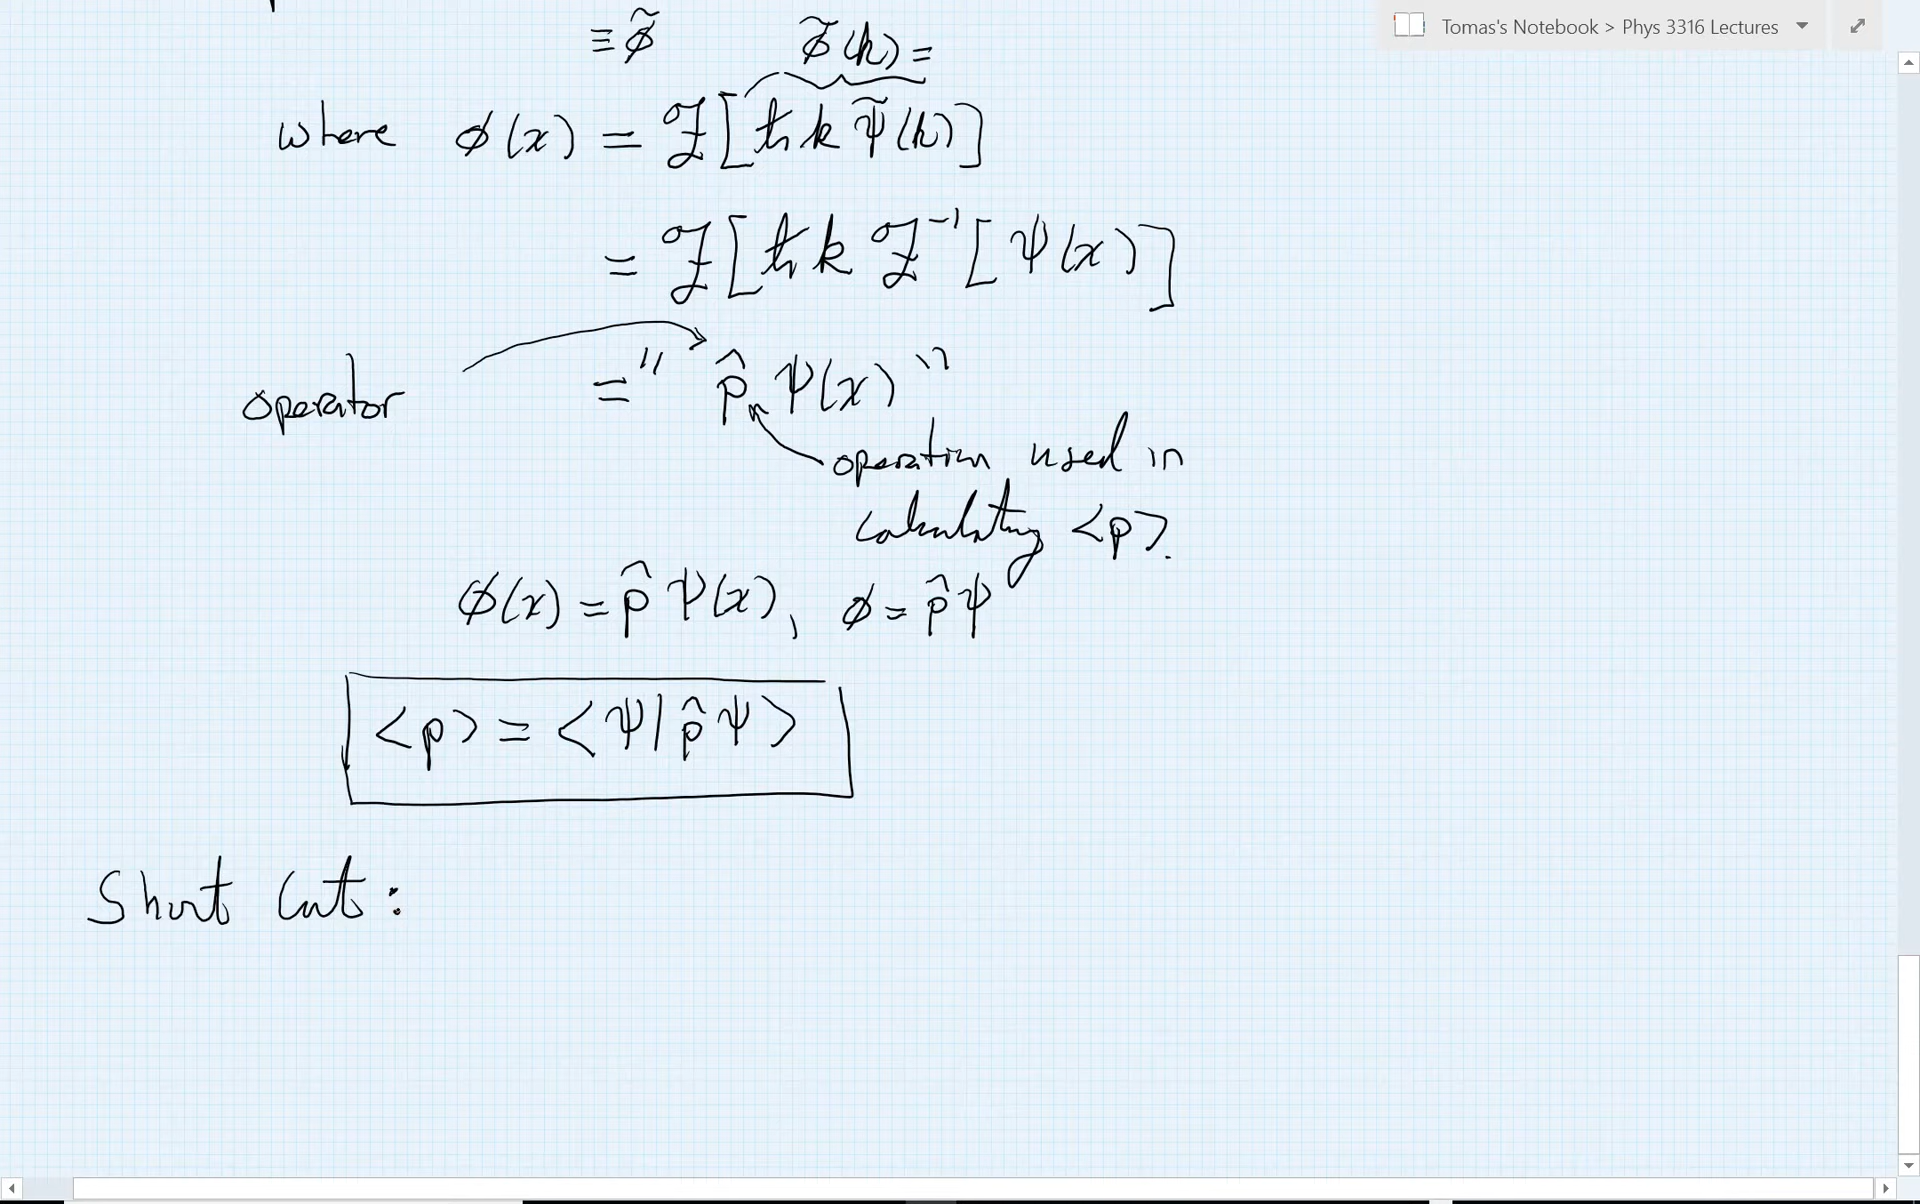 Tomas's Notebook > Phys 3316 Lectures
≡ φ̃ φ̃(k) =
where φ(x) = ℱ[ħk Ψ̃(k)]
= ℱ[ħk ℱ⁻¹[Ψ(x)]
operator = " p̂ Ψ(x) "
operation used in
calculating <p>.
φ(x) = p̂ Ψ(x), φ = p̂ Ψ
<p> = <Ψ| p̂ Ψ>
Short Cut: